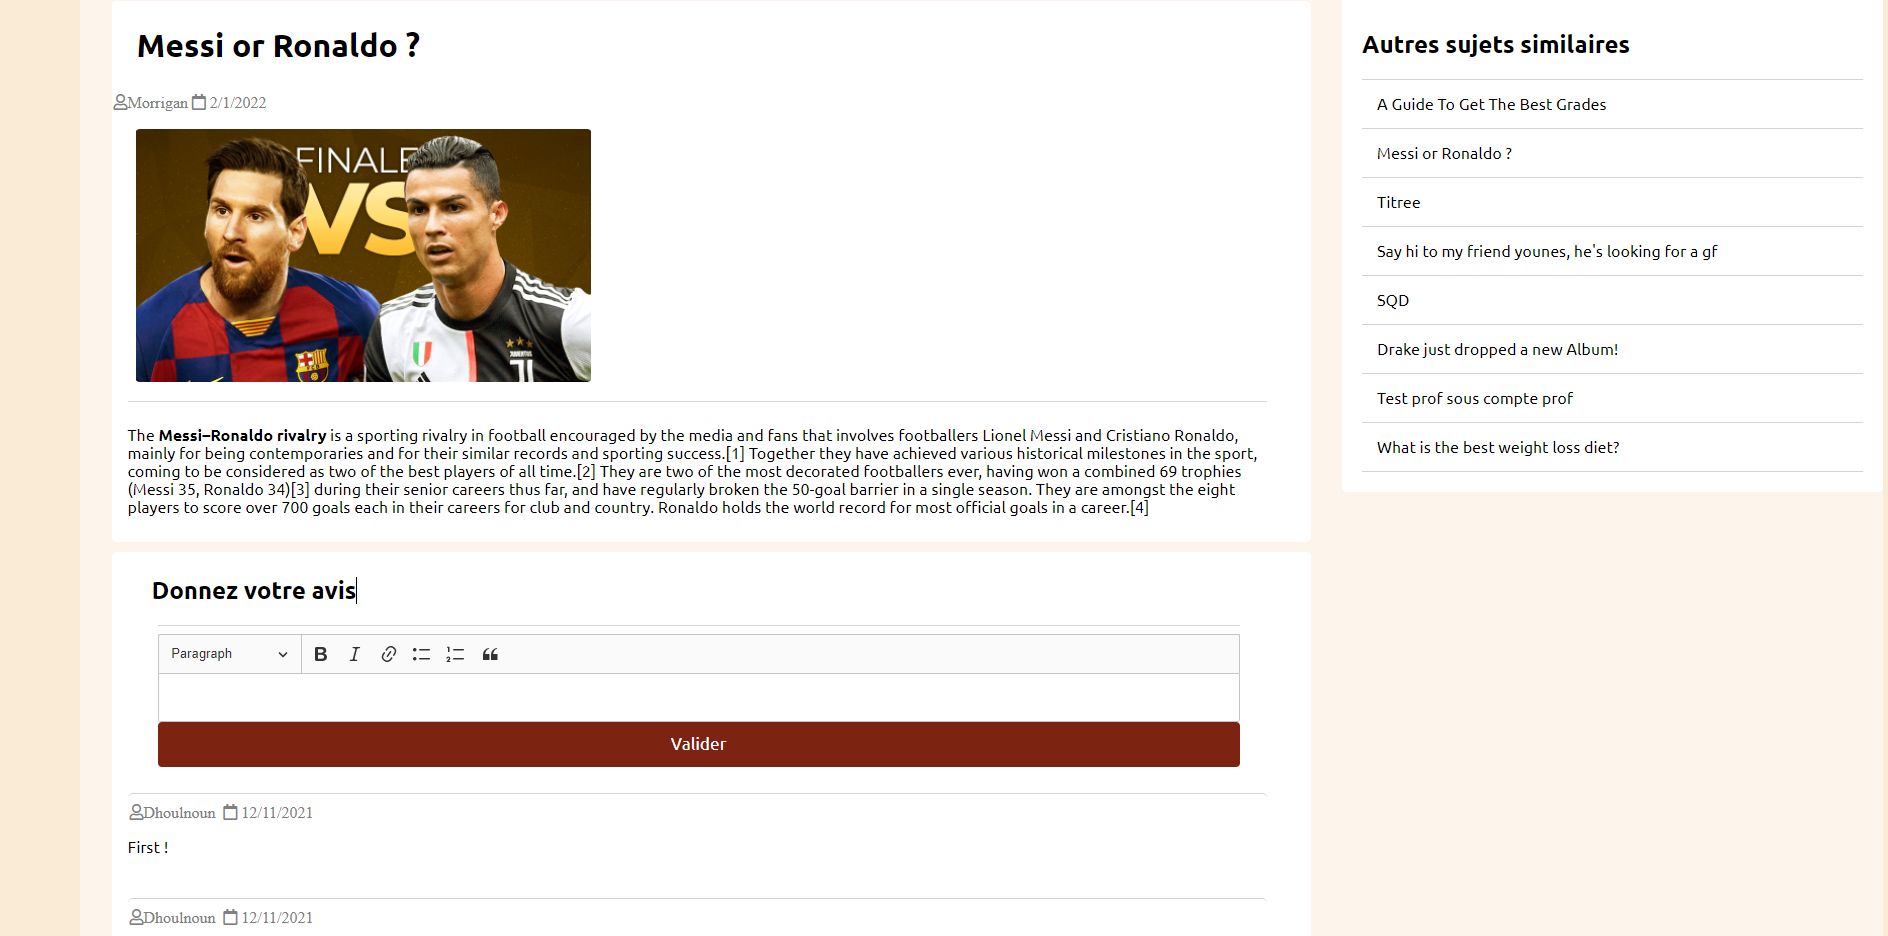 Messi or Ronaldo ?
Morrigan 2/1/2022
FINALE
VS
FCB
JUVENTUS
The Messi–Ronaldo rivalry is a sporting rivalry in football encouraged by the media and fans that involves footballers Lionel Messi and Cristiano Ronaldo,
mainly for being contemporaries and for their similar records and sporting success.[1] Together they have achieved various historical milestones in the sport,
coming to be considered as two of the best players of all time.[2] They are two of the most decorated footballers ever, having won a combined 69 trophies
(Messi 35, Ronaldo 34)[3] during their senior careers thus far, and have regularly broken the 50-goal barrier in a single season. They are amongst the eight
players to score over 700 goals each in their careers for club and country. Ronaldo holds the world record for most official goals in a career.[4]
Donnez votre avis
Paragraph
Valider
Dhoulnoun 12/11/2021
First !
Dhoulnoun 12/11/2021
Autres sujets similaires
A Guide To Get The Best Grades
Messi or Ronaldo ?
Titree
Say hi to my friend younes, he's looking for a gf
SQD
Drake just dropped a new Album!
Test prof sous compte prof
What is the best weight loss diet?